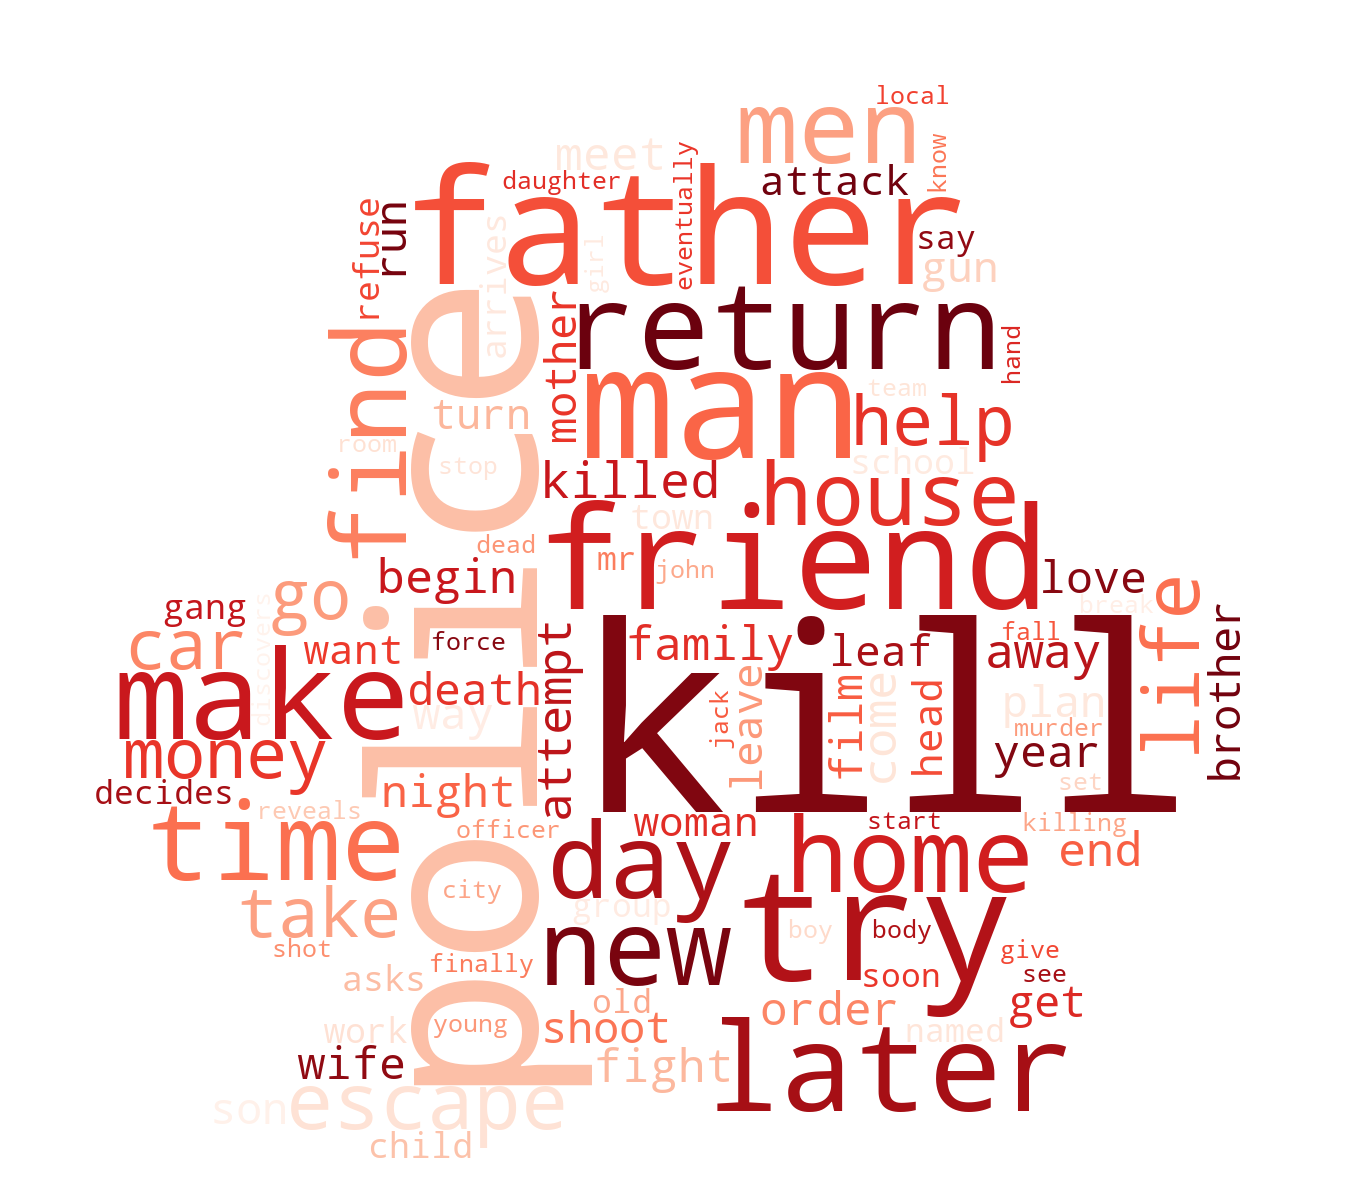 local
men
know
meet
attack
daughter
eventually
father
refuse
run
say
arrives
girl
gun
return
mother
hand
find
man
team
turn
help
room
stop
school
killed
house
police
town
friend
dead
mr
john
begin
love
go
life
break
gang
discovers
brother
car
want
force
attempt
family
leaf
fall
away
make
death
way
kill
jack
leave
film
come
head
plan
murder
money
year
night
decides
set
reveals
time
officer
woman
start
killing
day
home
end
try
city
take
group
new
boy
body
shot
finally
give
asks
soon
see
old
order
get
work
young
shoot
named
wife
fight
later
son
escape
child